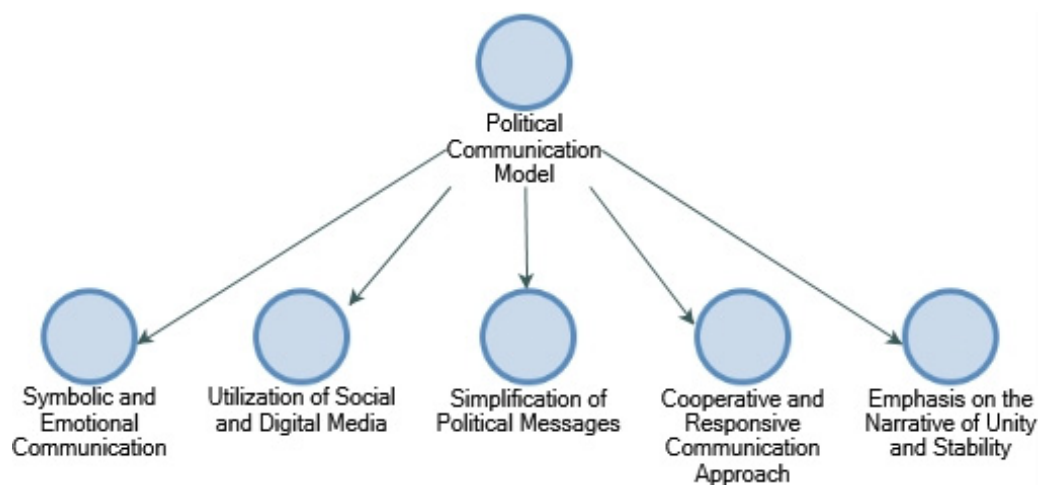 Political
Communication
Model
Symbolic and
Emotional
Communication
Utilization of Social
and Digital Media
Simplification of
Political Messages
Cooperative and
Responsive
Communication
Approach
Emphasis on the
Narrative of Unity
and Stability